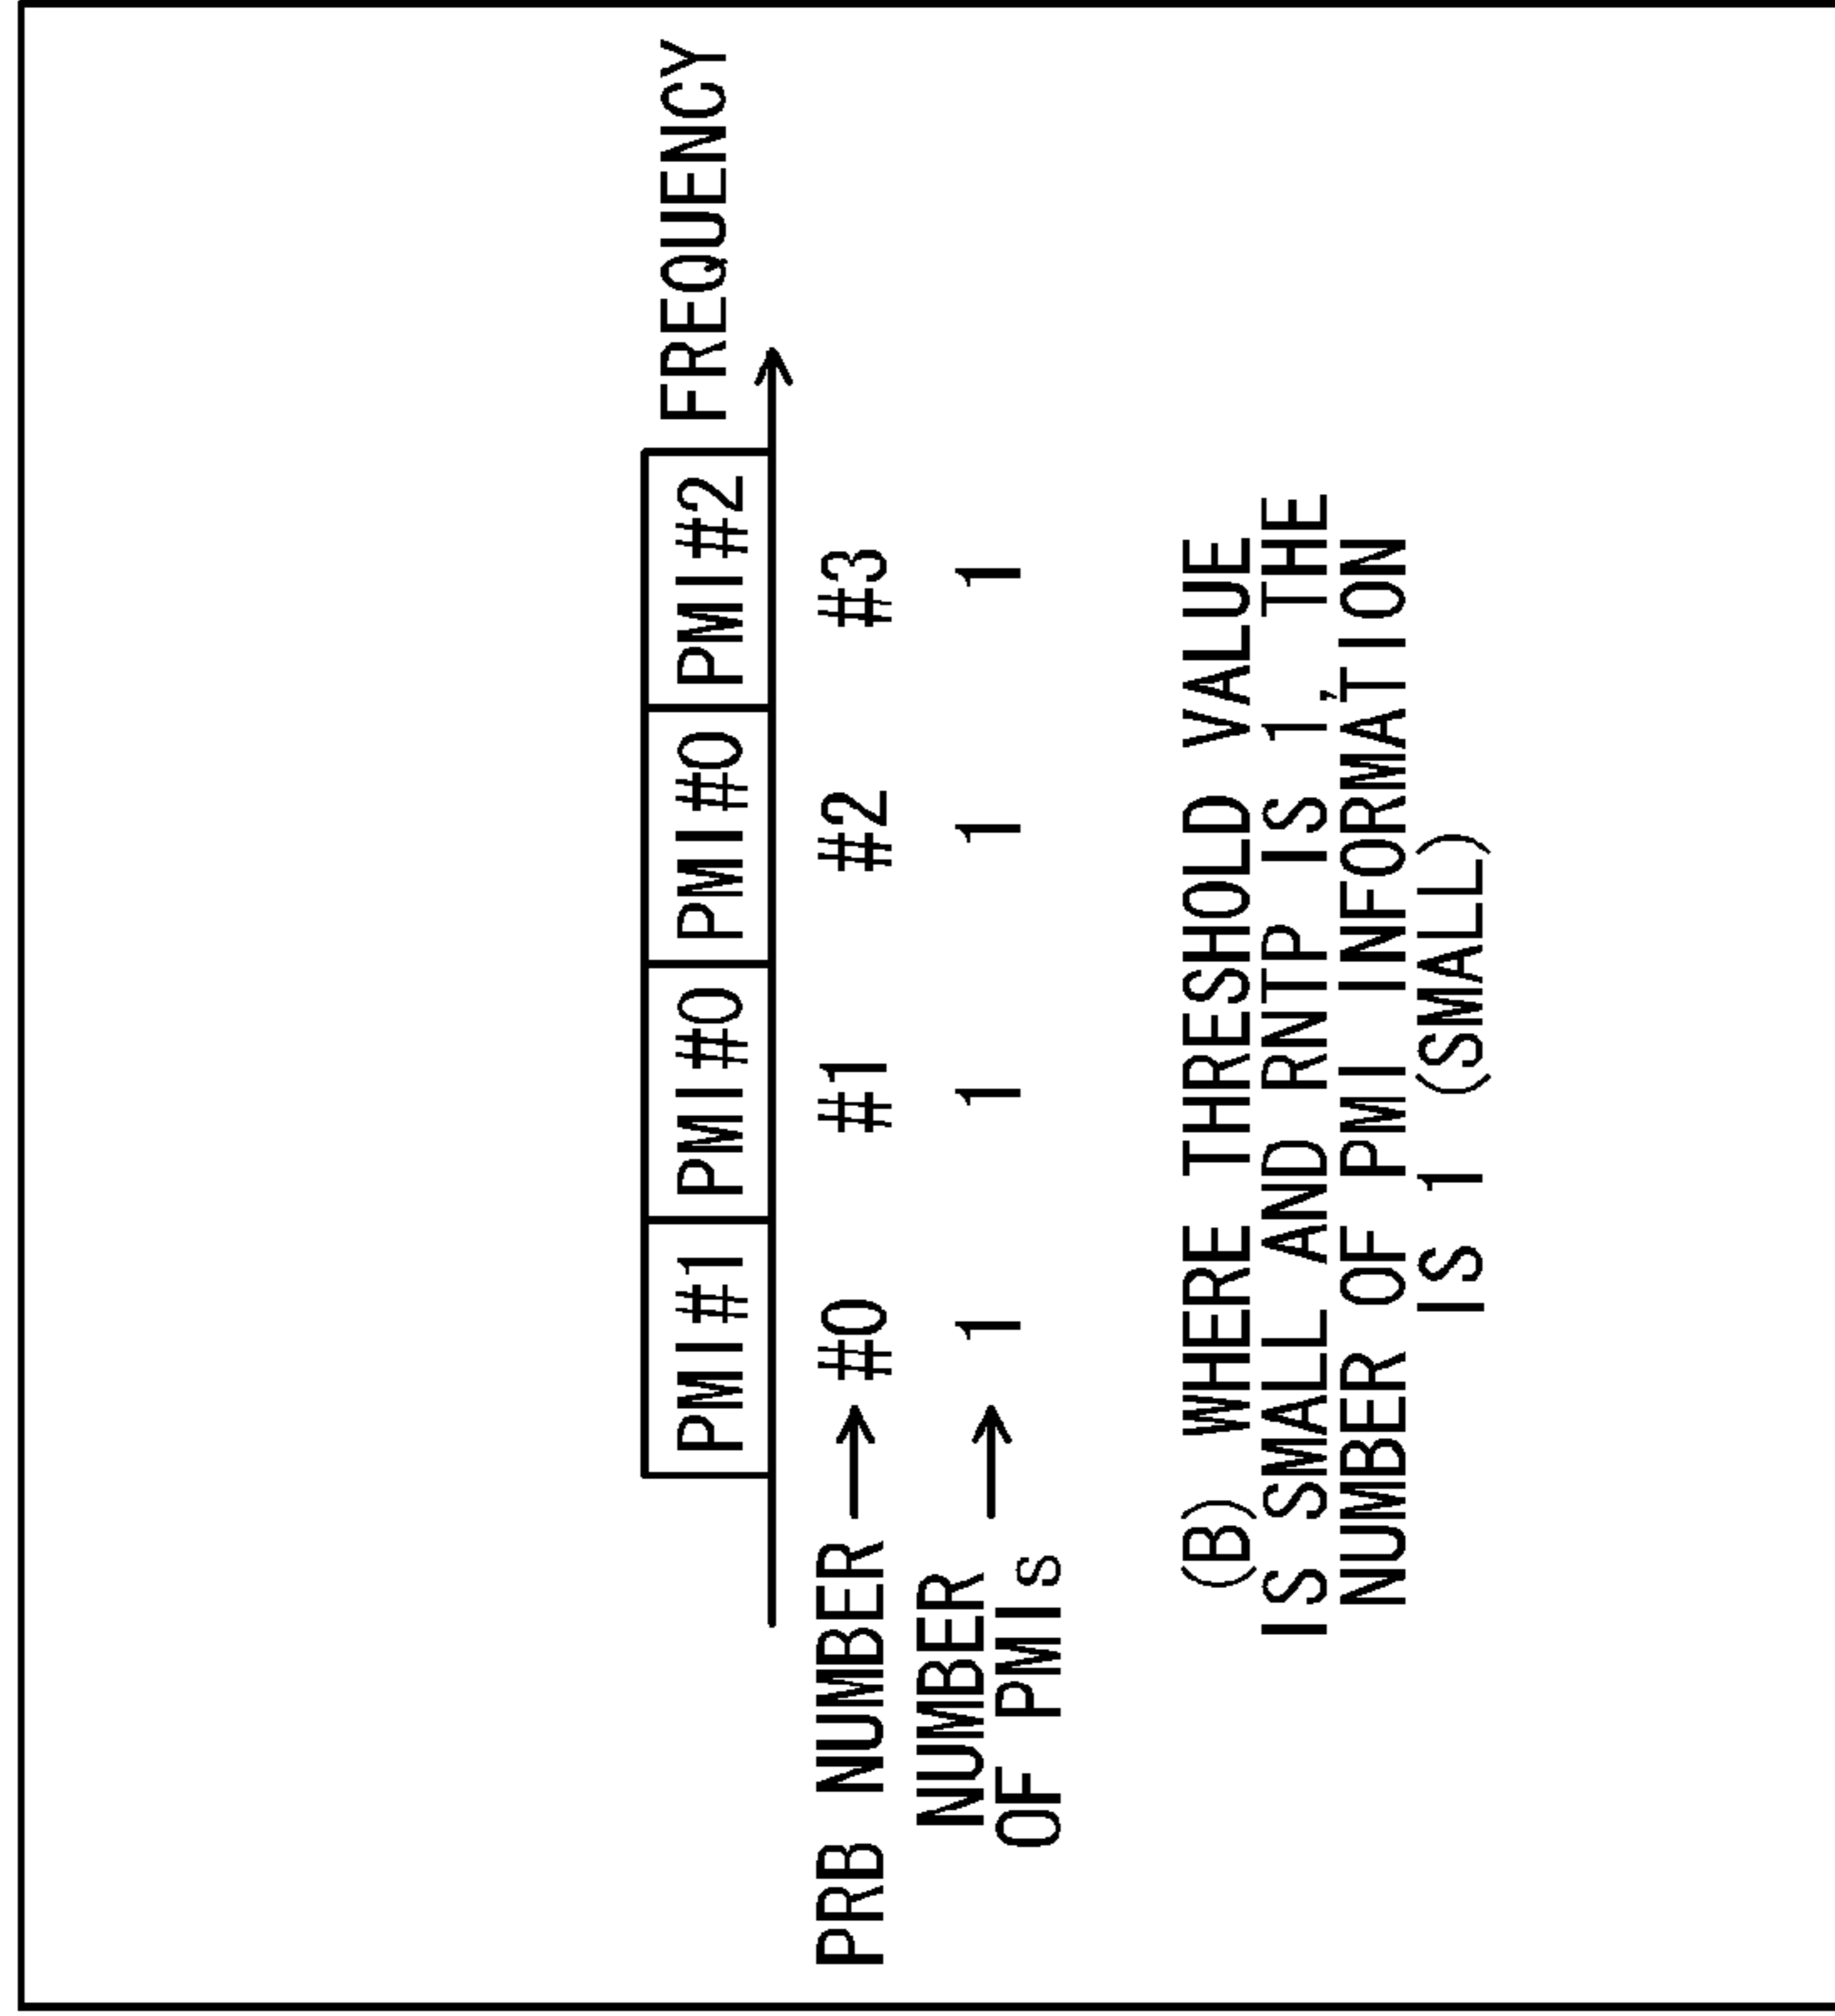 PMI#1 PMI#0 PMI#0 PMI#2 FREQUENCY
PRB NUMBER #0 #1 #2 #3
NUMBER
OF PMIs 1 1 1 1
(B) WHERE THRESHOLD VALUE
IS SMALL AND RNTP IS 1, THE
NUMBER OF PMI INFORMATION
IS 1 (SMALL)